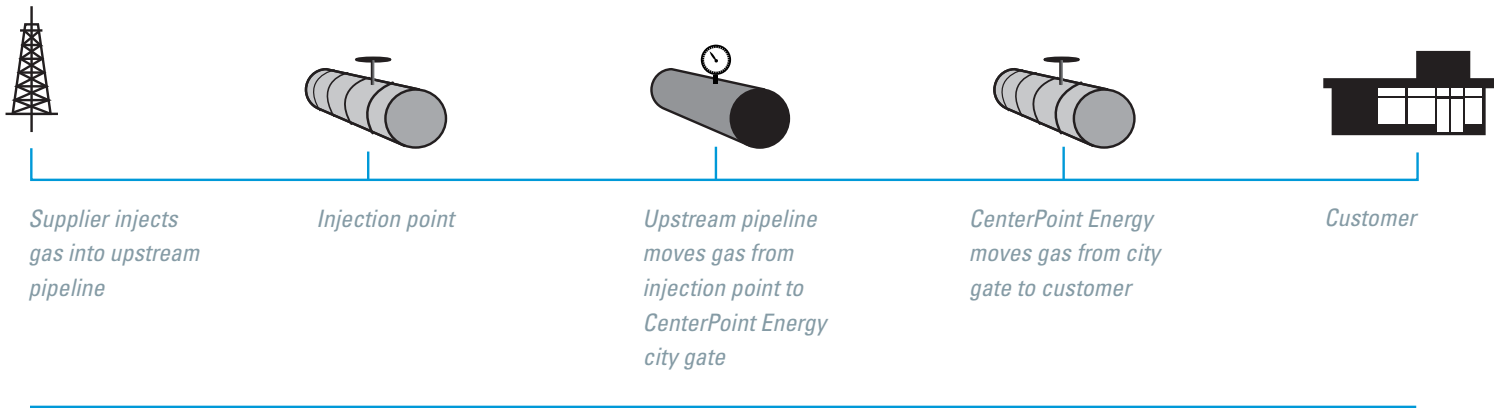 Supplier injects
gas into upstream
pipeline
Injection point
Upstream pipeline
moves gas from
injection point to
CenterPoint Energy
city gate
CenterPoint Energy
moves gas from city
gate to customer
Customer